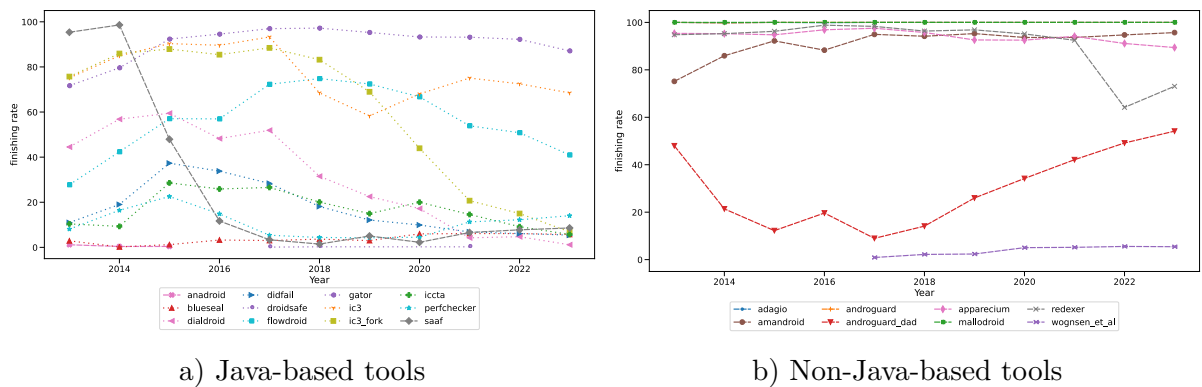 100
80
60
40
20
0
finishing rate
2014
2016
2018
2020
2022
Year
anadroid didfail gator iccta
blueseal droidsafe ic3 perfchecker
dialdroid flowdroid ic3_fork saaf
a) Java-based tools
100
80
60
40
20
0
finishing rate
2014
2016
2018
2020
2022
Year
adagio androguard apparecium redexer
amandroid androguard_dad mallodroid wognsen_et_al
b) Non-Java-based tools